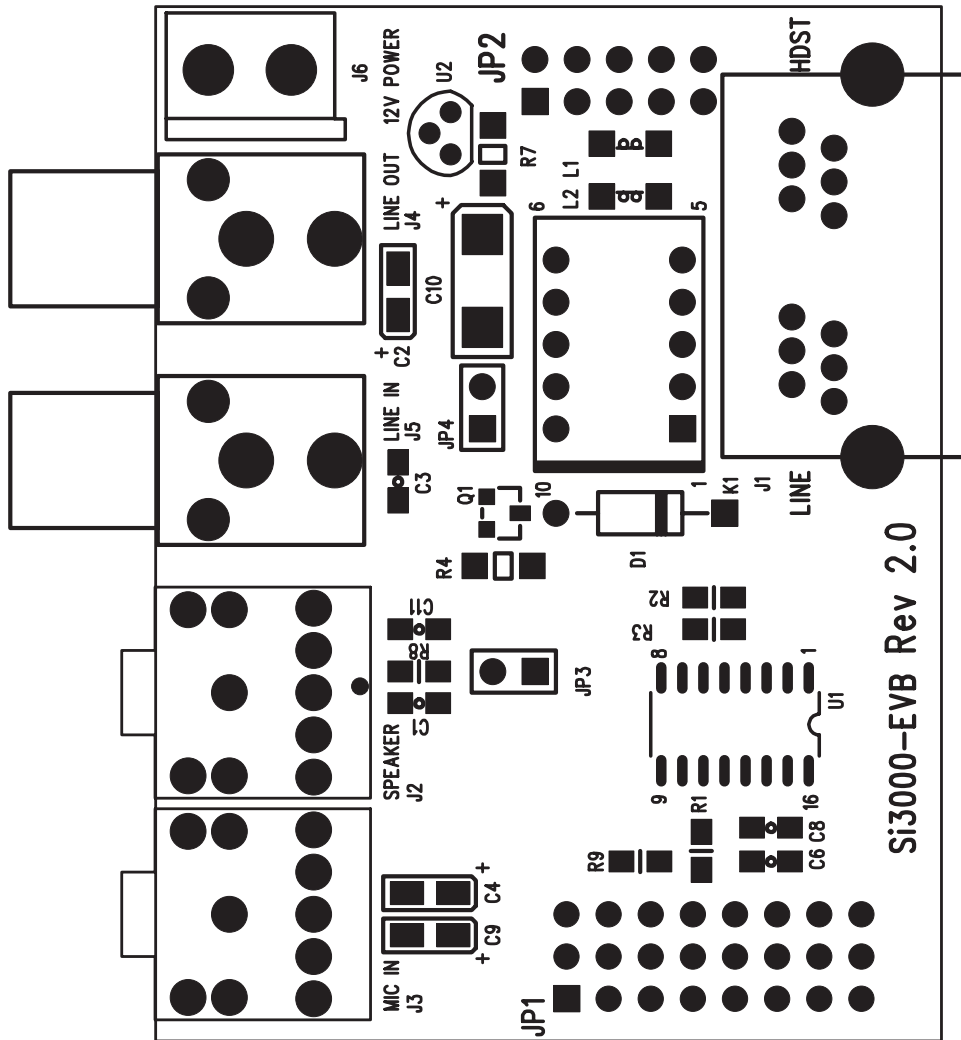 J6
12V POWER
U2
JP2
HDST
R7
L1
L2
6
5
LINE OUT
J4
+
C10
+
C2
LINE IN
J5
JP4
C3
Q1
10
1
K1
J1
LINE
D1
R4
C11
R8
C1
R2
R3
JP3
8
1
U1
SPEAKER
J2
9
16
R1
C8
C6
R9
Si3000-EVB Rev 2.0
+
C4
C9
+
MIC IN
J3
JP1